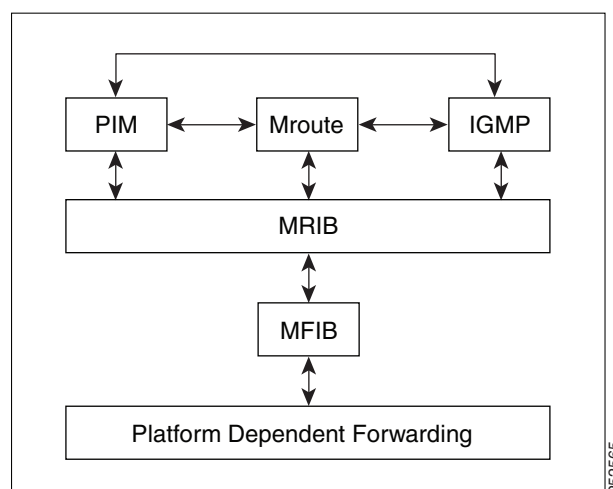 PIM
Mroute
IGMP
MRIB
MFIB
Platform Dependent Forwarding